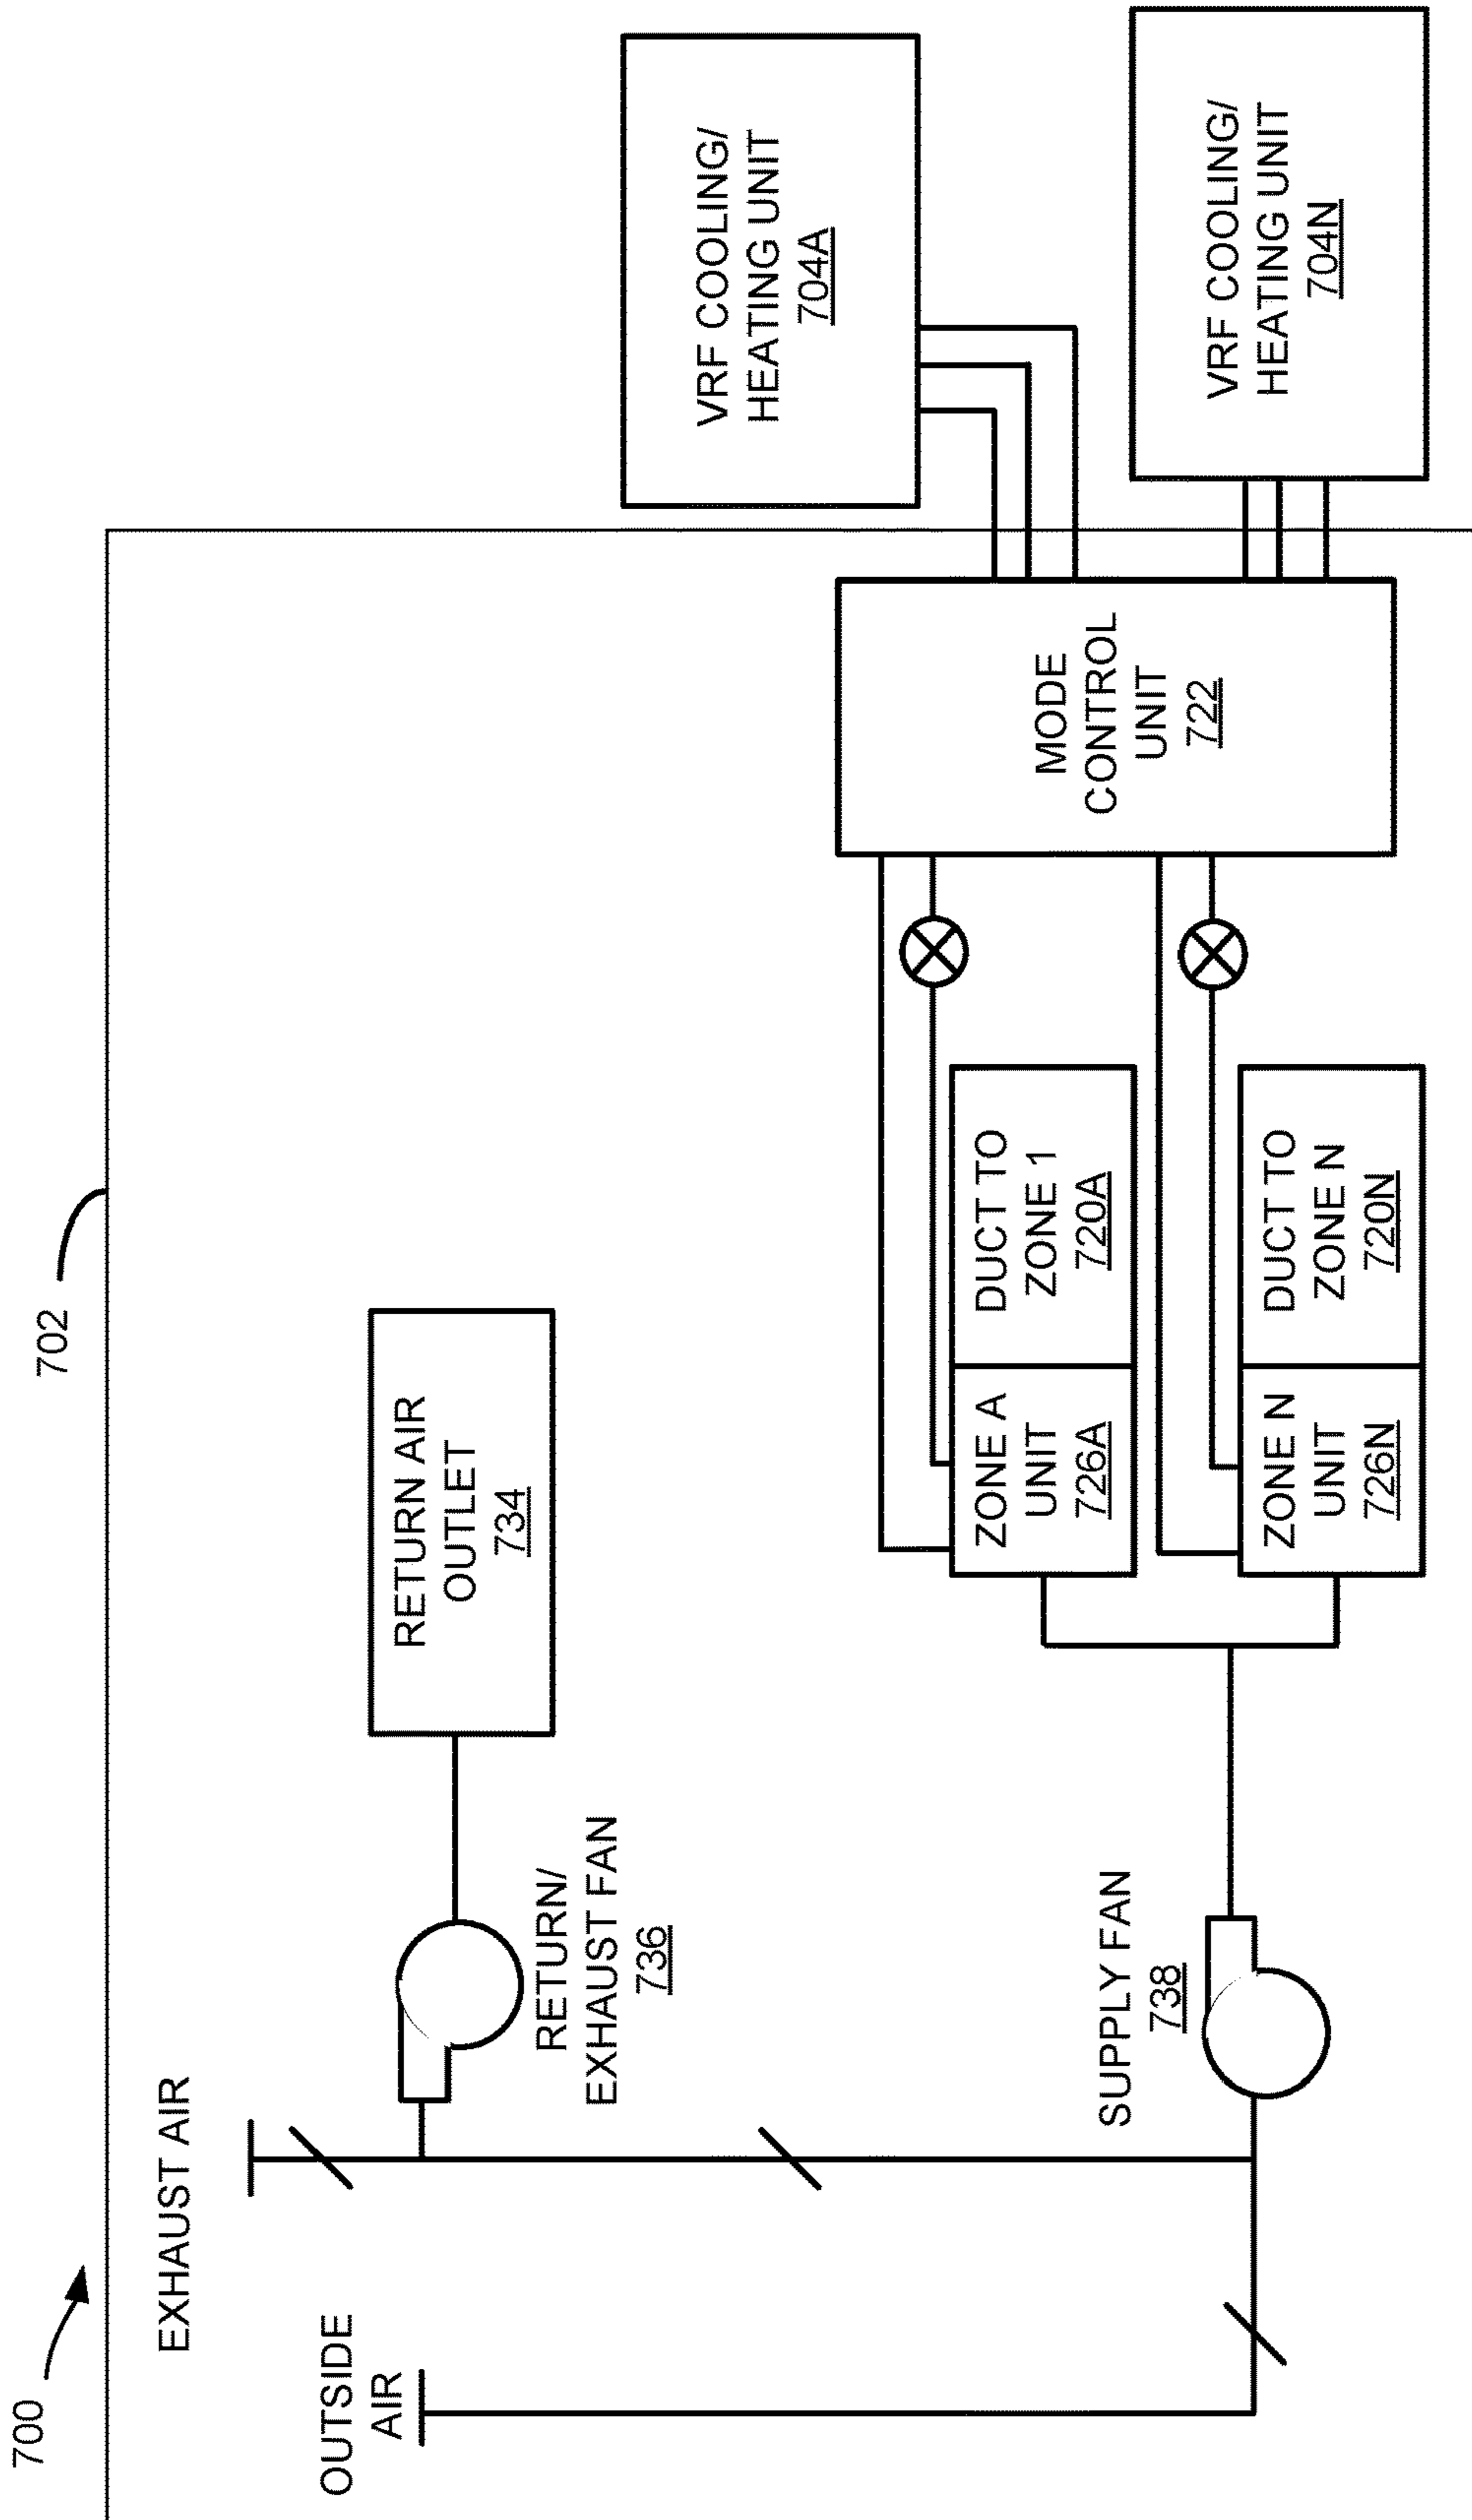 700
702
EXHAUST AIR
OUTSIDE
AIR
RETURN AIR
OUTLET
734
RETURN/
EXHAUST FAN
736
SUPPLY FAN
738
ZONE A
UNIT
726A
DUCT TO
ZONE 1
720A
ZONE N
UNIT
726N
DUCT TO
ZONE N
720N
MODE
CONTROL
UNIT
722
VRF COOLING/
HEATING UNIT
704A
VRF COOLING/
HEATING UNIT
704N